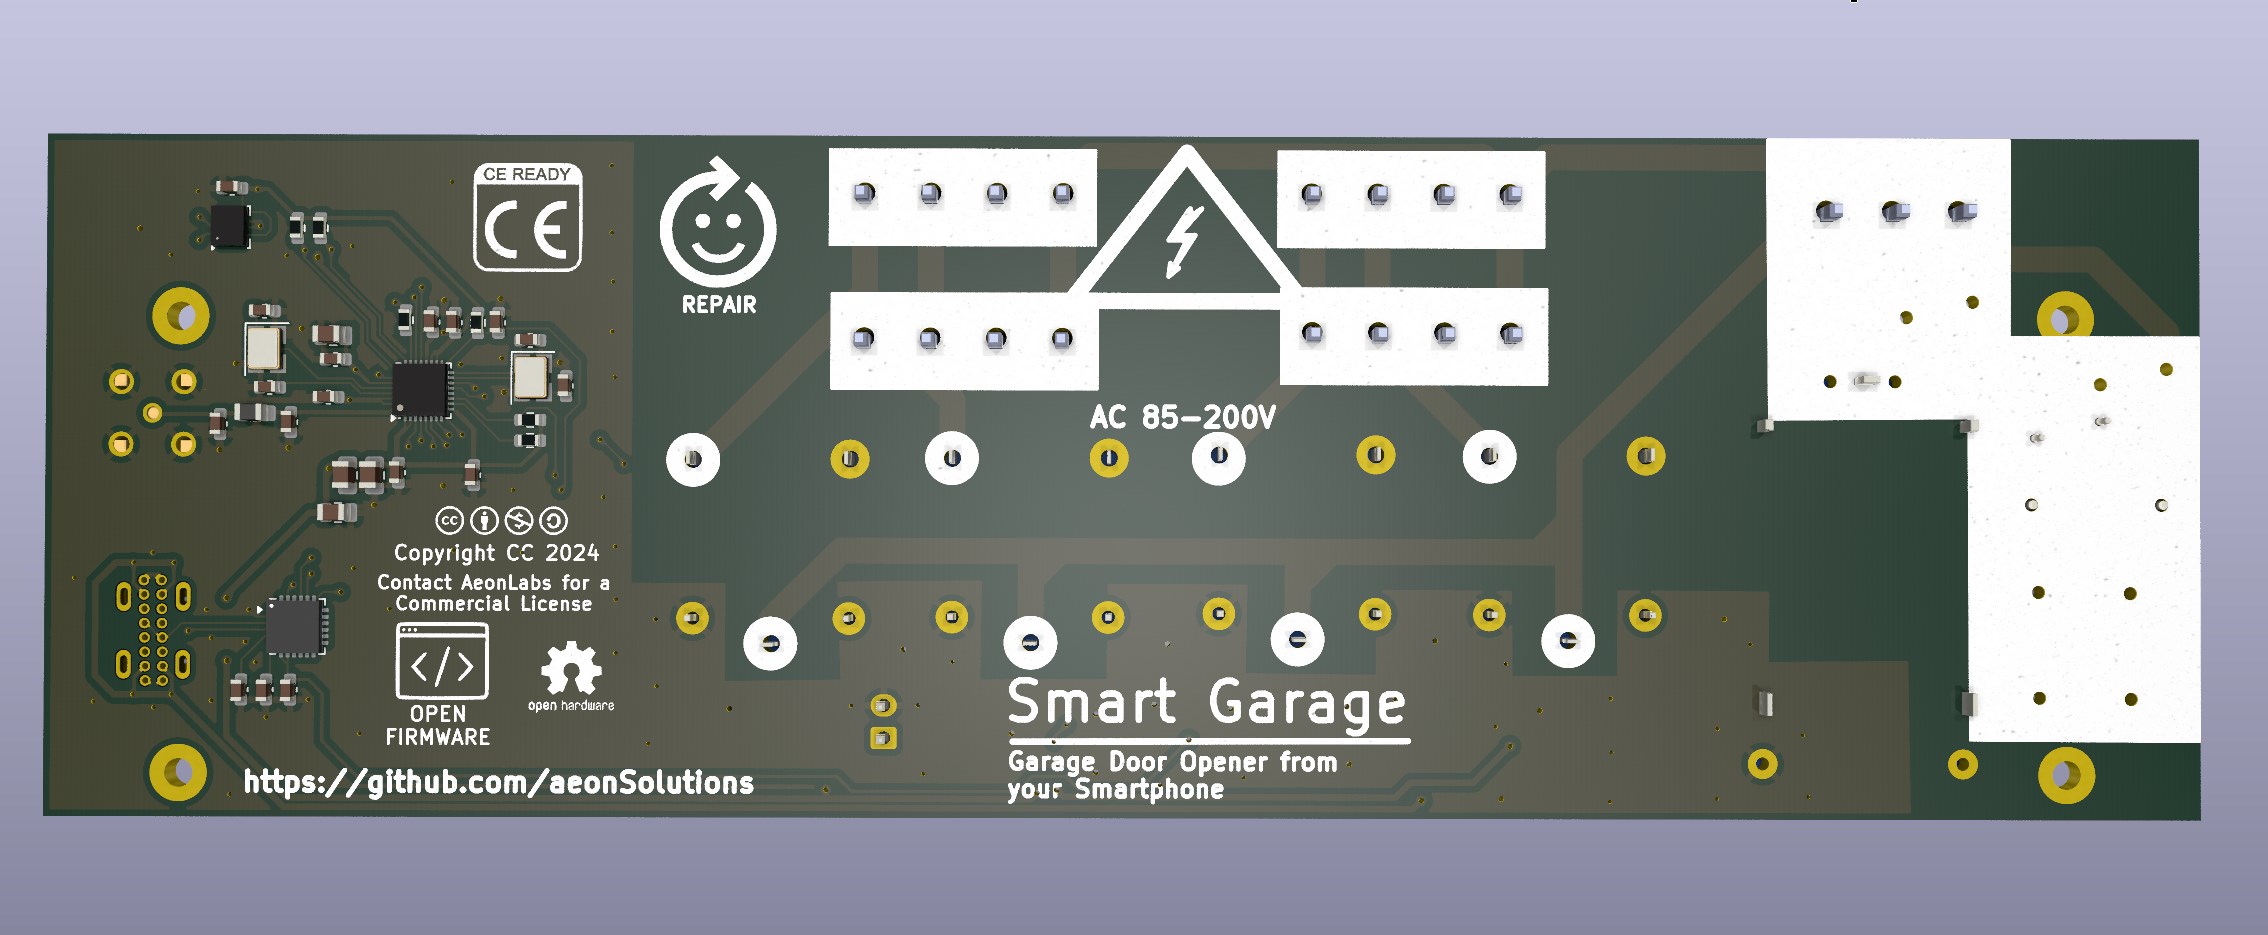 CE READY
CE
REPAIR
AC 85-200V
cc
Copyright CC 2024
Contact AeonLabs for a
Commercial License
</>
OPEN
FIRMWARE
open hardware
https://github.com/aeonSolutions
Smart Garage
Garage Door Opener from
your Smartphone